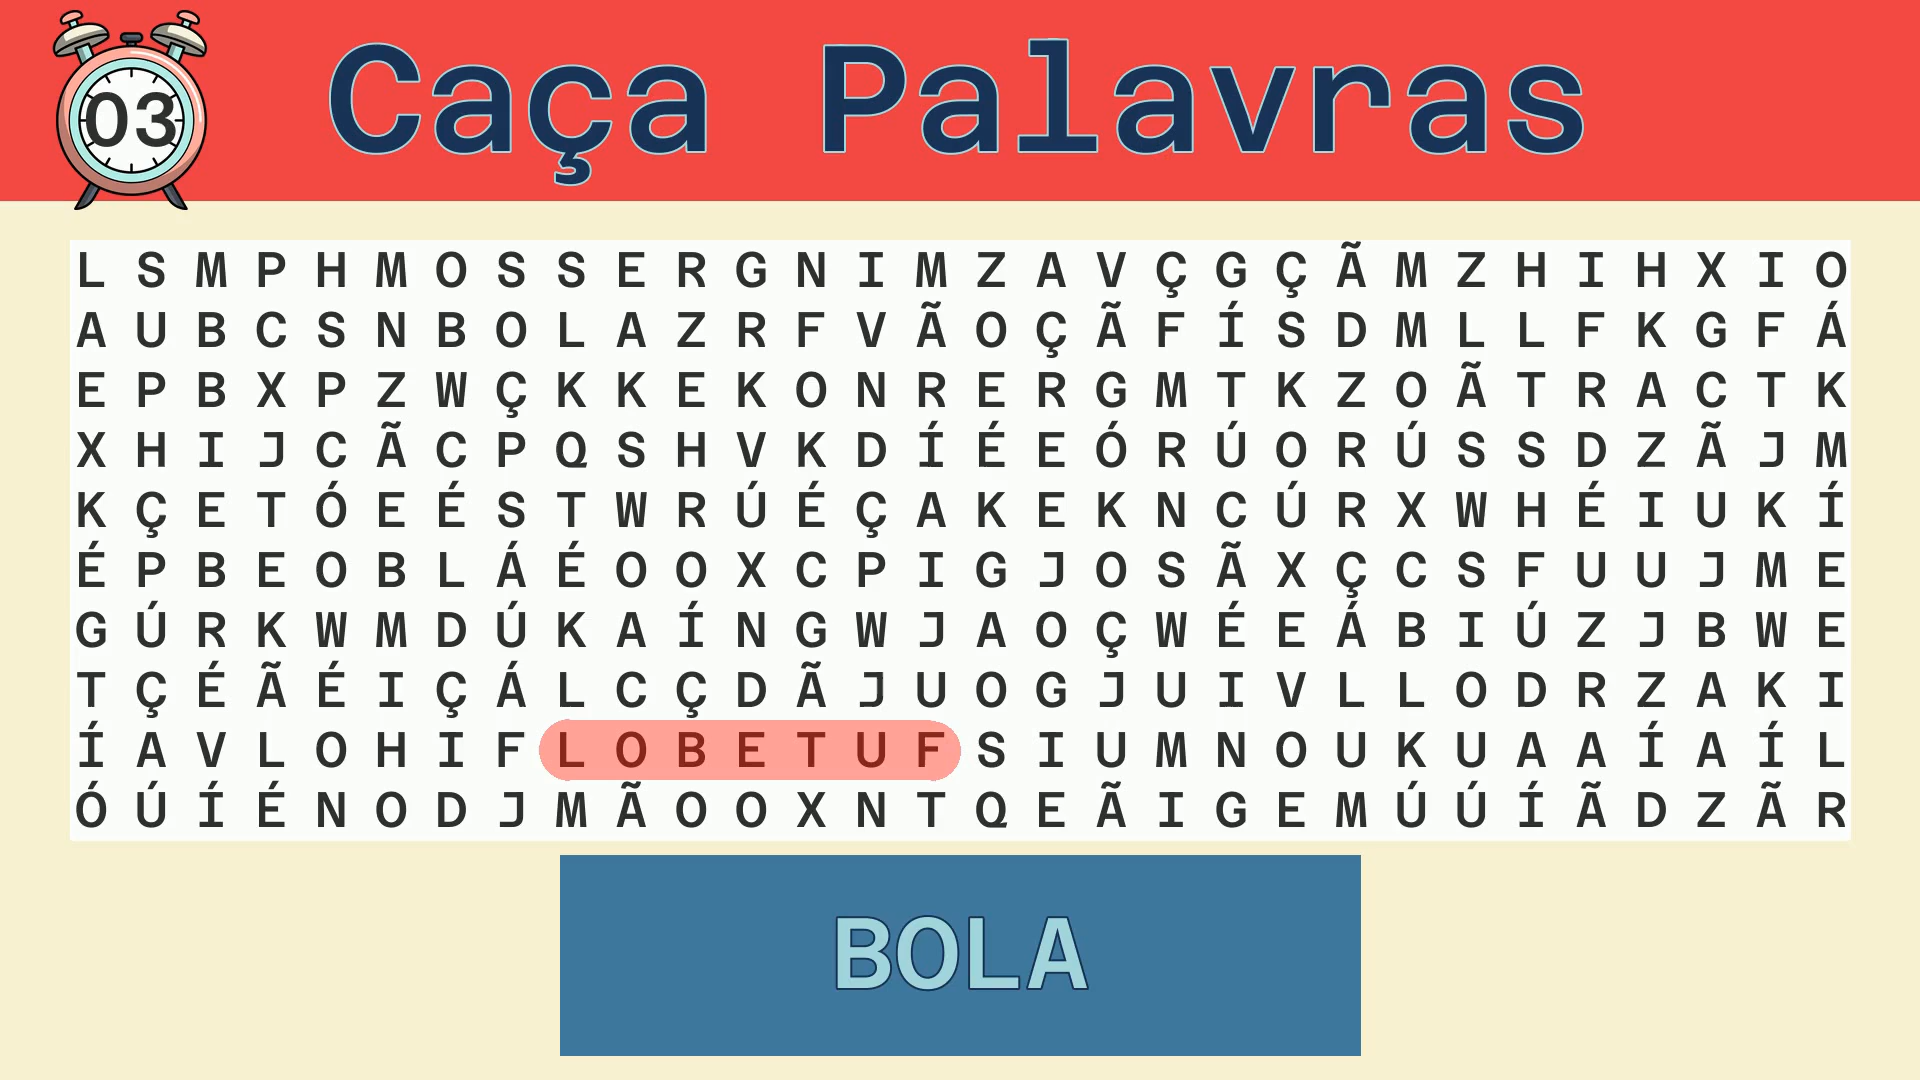 03
Caça Palavras
L S M P H M O S S E R G N I M Z A V Ç G Ç Ã M Z H I H X I O
A U B C S N B O L A Z R F V Ã O Ç Ã F Í S D M L L F K G F Á
E P B X P Z W Ç K K E K O N R E R G M T K Z O Ã T R A C T K
X H I J C Ã C P Q S H V K D Í É E Ó R Ú O R Ú S S D Z Ã J M
K Ç E T Ó E É S T W R Ú É Ç A K E K N C Ú R X W H É I U K Í
É P B E O B L Á É O O X C P I G J O S Ã X Ç C S F U U J M E
G Ú R K W M D Ú K A Í N G W J A O Ç W É E Á B I Ú Z J B W E
T Ç É Ã É I Ç Á L C Ç D Ã J U O G J U I V L L O D R Z A K I
Í A V L O H I F L O B E T U F S I U M N O U K U A A Í A Í L
Ó Ú Í É N O D J M Ã O O X N T Q E Ã I G E M Ú Ú Í Ã D Z Ã R
BOLA